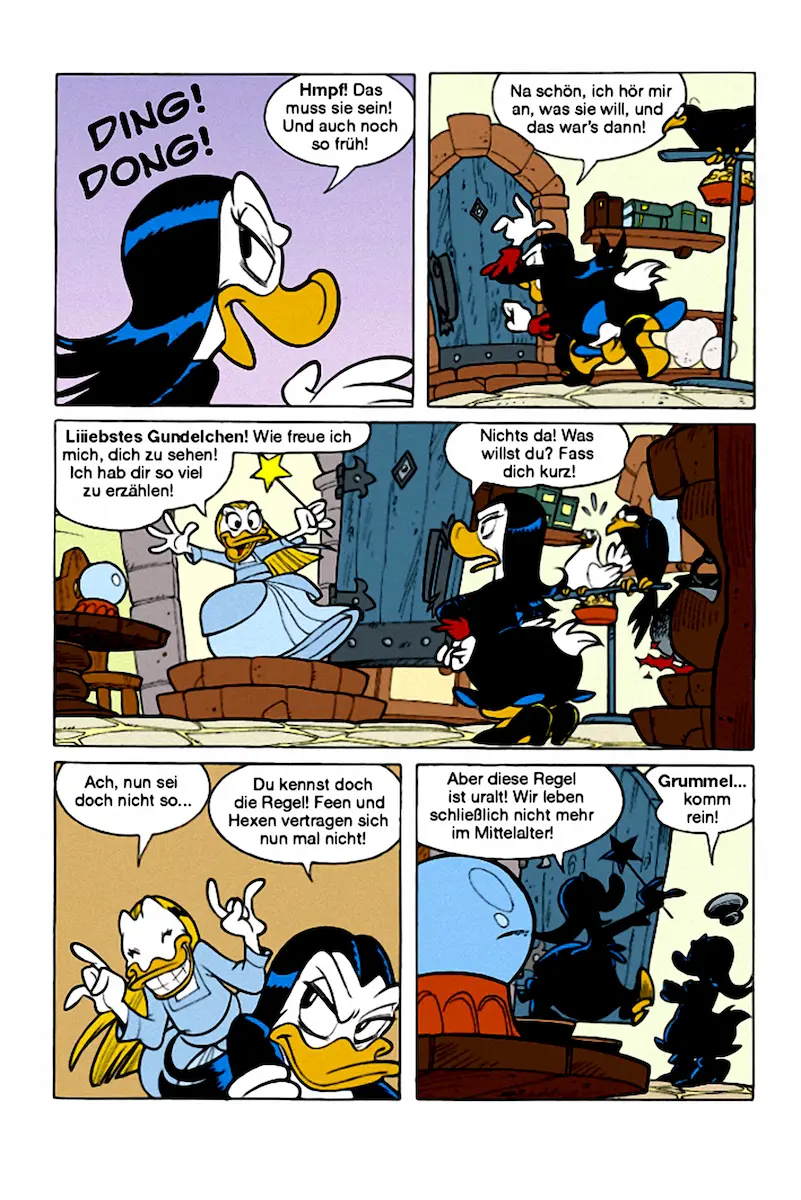 DING!
DONG!
Hmpf! Das
muss sie sein!
Und auch noch
so früh!
Na schön, ich hör mir
an, was sie will, und
das war's dann!
Liiiebstes Gundelchen! Wie freue ich
mich, dich zu sehen!
Ich hab dir so viel
zu erzählen!
Nichts da! Was
willst du? Fass
dich kurz!
Ach, nun sei
doch nicht so...
Du kennst doch
die Regel! Feen und
Hexen vertragen sich
nun mal nicht!
Aber diese Regel
ist uralt! Wir leben
schließlich nicht mehr
im Mittelalter!
Grummel...
komm
rein!